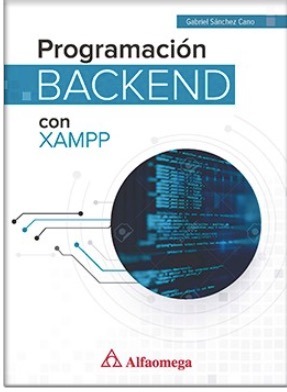 Gabriel Sánchez Cano
Programación
BACKEND
con
XAMPP
Alfaomega